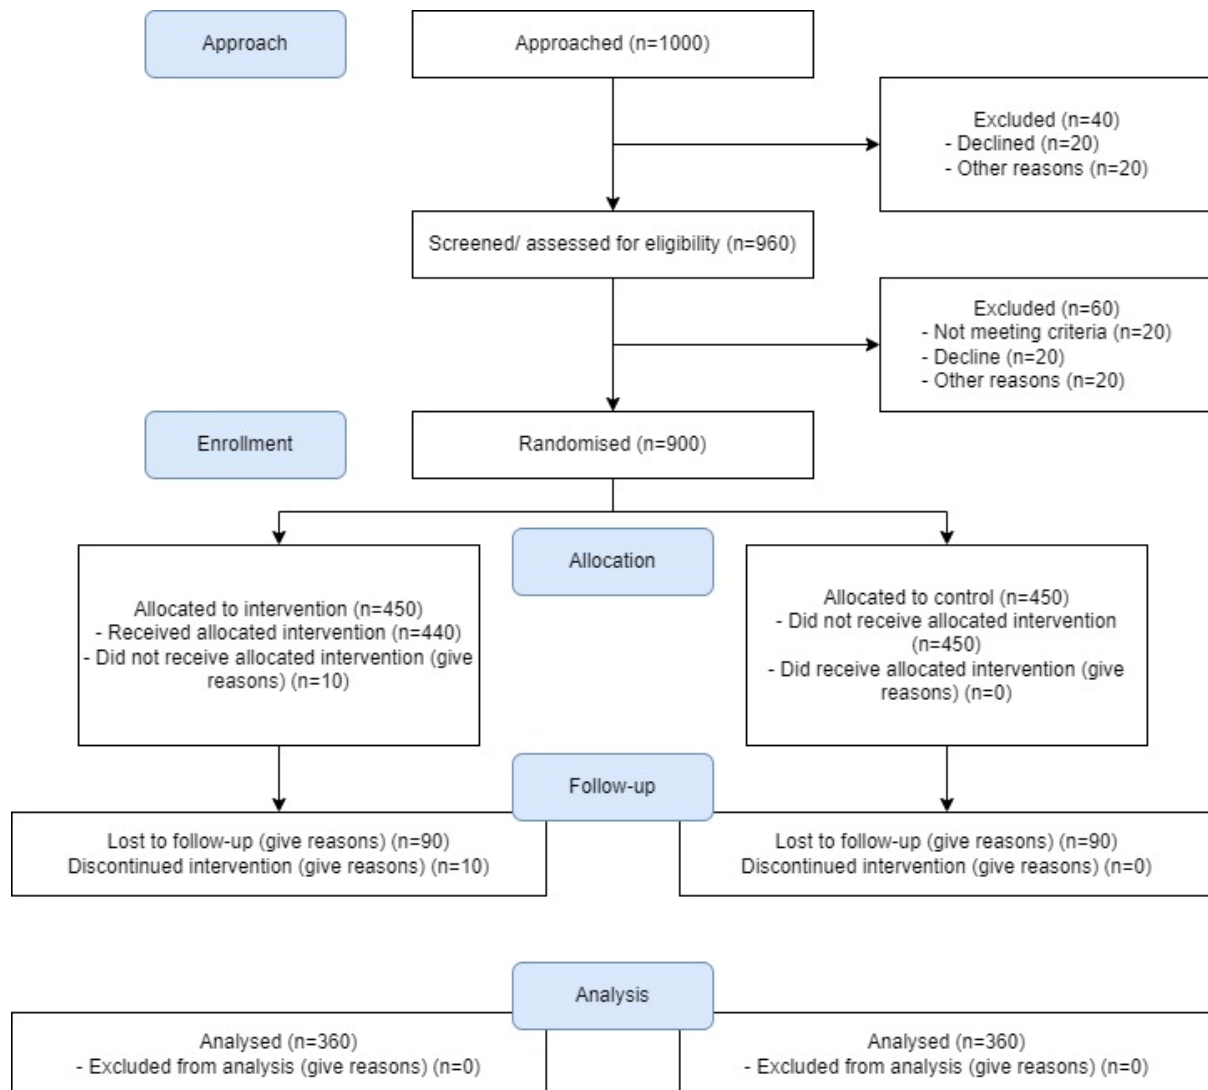 Approach
Approached (n=1000)
Excluded (n=40)
- Declined (n=20)
- Other reasons (n=20)
Screened/ assessed for eligibility (n=960)
Excluded (n=60)
- Not meeting criteria (n=20)
- Decline (n=20)
- Other reasons (n=20)
Enrollment
Randomised (n=900)
Allocation
Allocated to intervention (n=450)
- Received allocated intervention (n=440)
- Did not receive allocated intervention (give
reasons) (n=10)
Allocated to control (n=450)
- Did not receive allocated intervention
(n=450)
- Did receive allocated intervention (give
reasons) (n=0)
Follow-up
Lost to follow-up (give reasons) (n=90)
Discontinued intervention (give reasons) (n=10)
Lost to follow-up (give reasons) (n=90)
Discontinued intervention (give reasons) (n=0)
Analysis
Analysed (n=360)
- Excluded from analysis (give reasons) (n=0)
Analysed (n=360)
- Excluded from analysis (give reasons) (n=0)